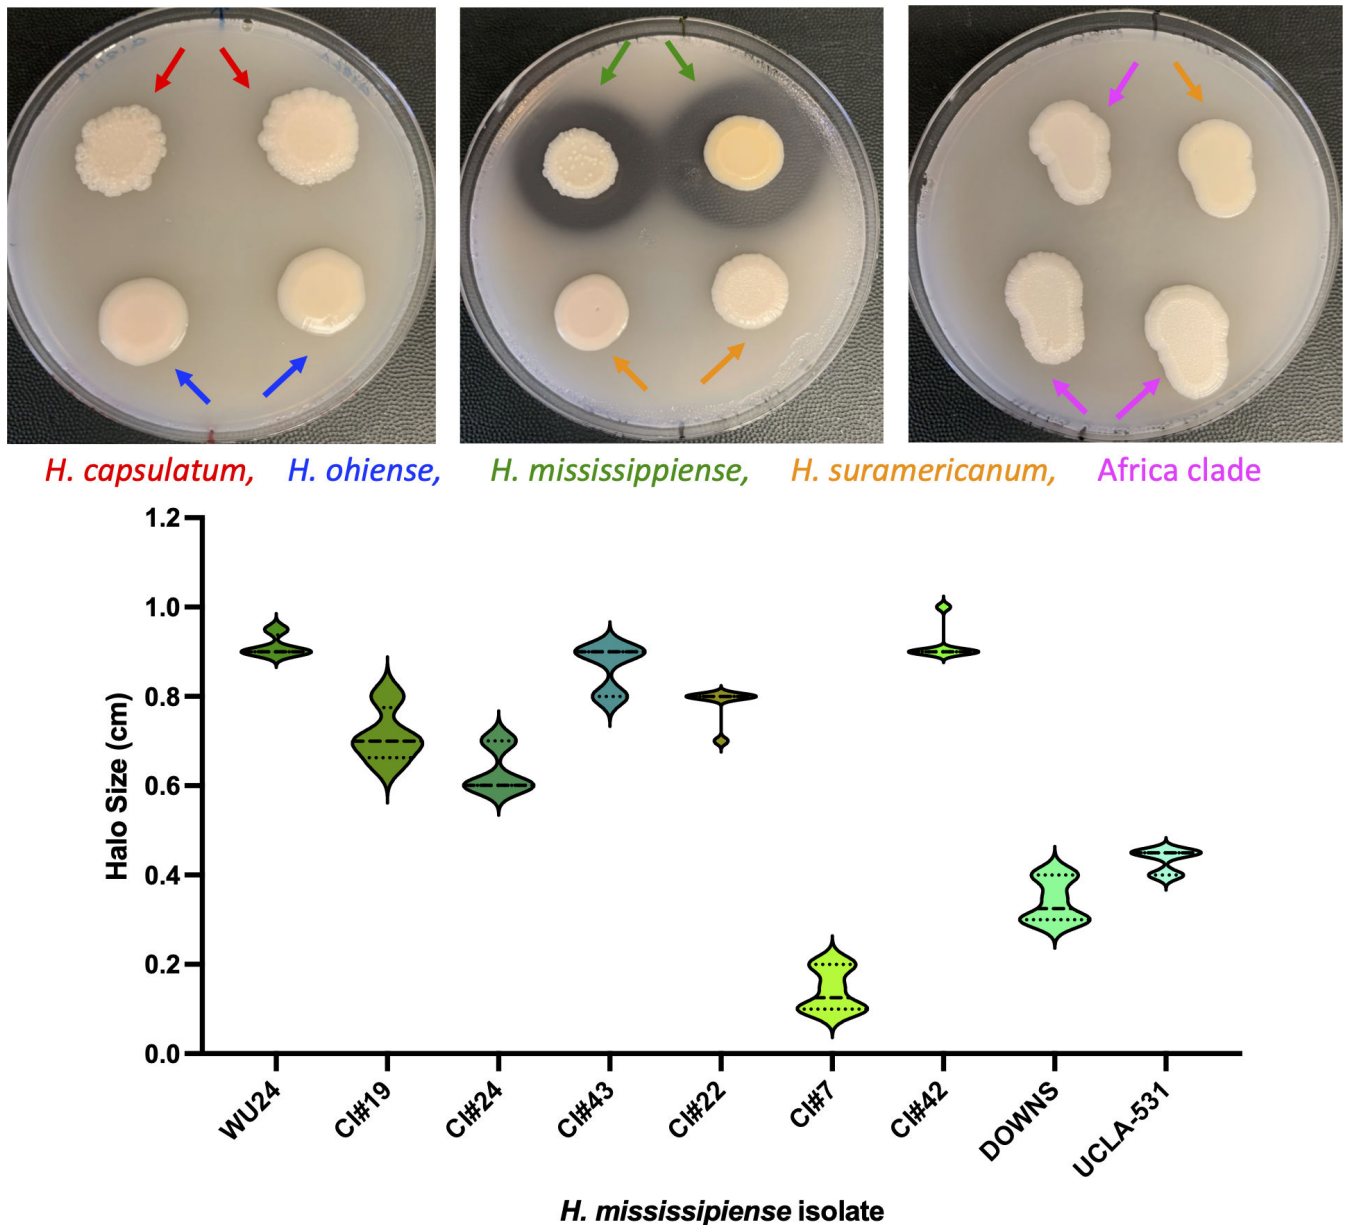 H. capsulatum, H. ohiense, H. mississippiense, H. suramericanum, Africa clade
1.2
1.0
0.8
0.6
0.4
0.2
0.0
Halo Size (cm)
WU24
CI#19
CI#24
CI#43
CI#22
CI#7
CI#42
DOWNS
UCLA-531
H. mississipiense isolate